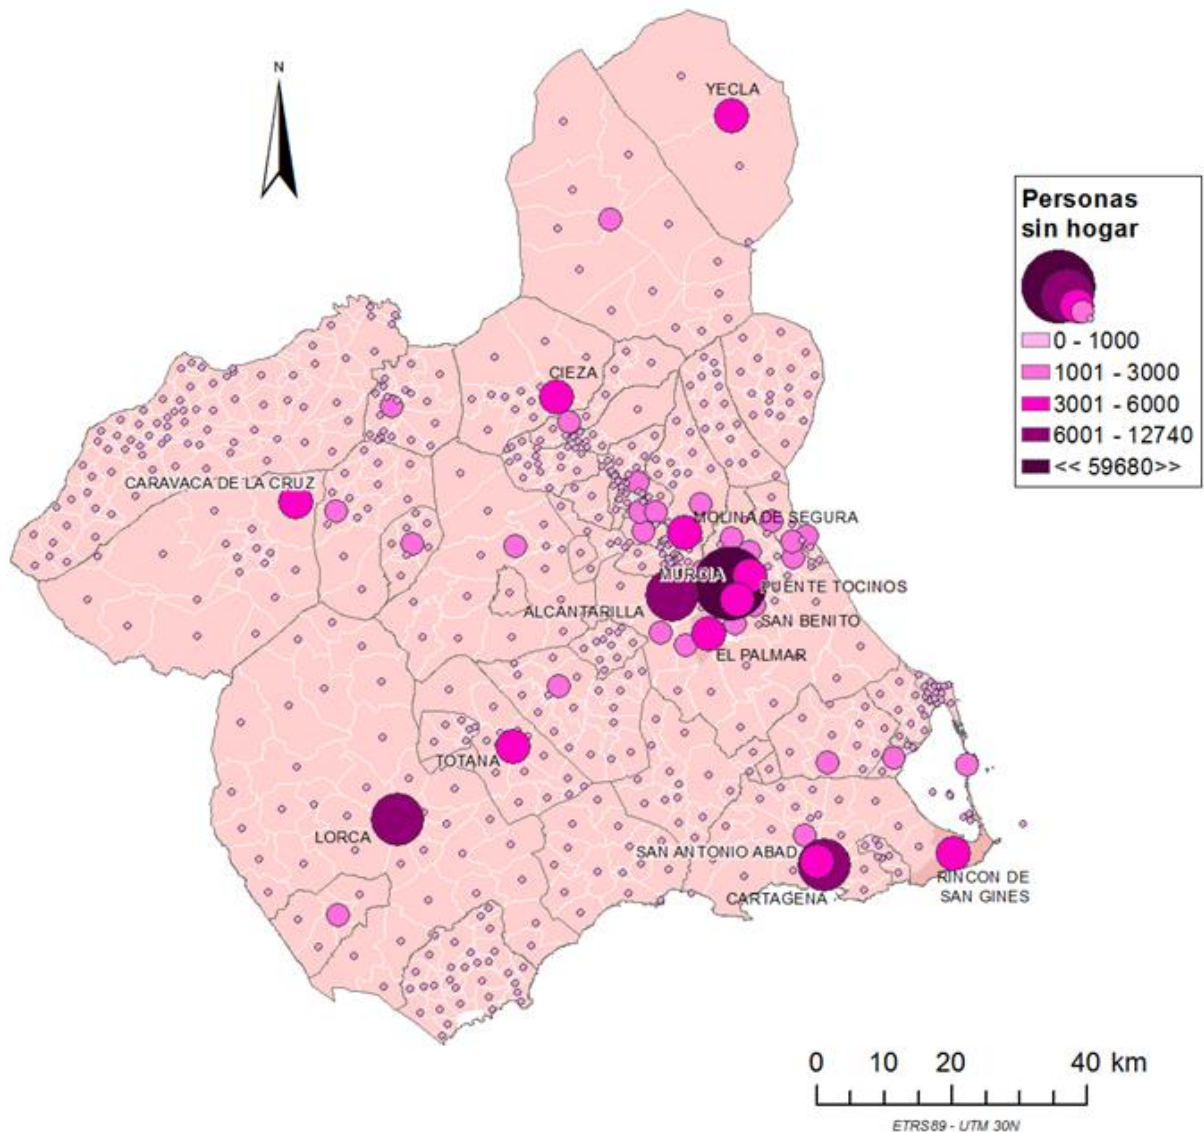 N
YECLA
Personas
sin hogar
0 - 1000
1001 - 3000
3001 - 6000
6001 - 12740
<< 59680>>
CIEZA
CARAVACA DE LA CRUZ
MOLINA DE SEGURA
MURCIA
PUENTE TOCINOS
ALCANTARILLA
SAN BENITO
EL PALMAR
TOTANA
LORCA
SAN ANTONIO ABAD
CARTAGENA
RINCON DE
SAN GINES
0 10 20 40 km
ETRS89 - UTM 30N